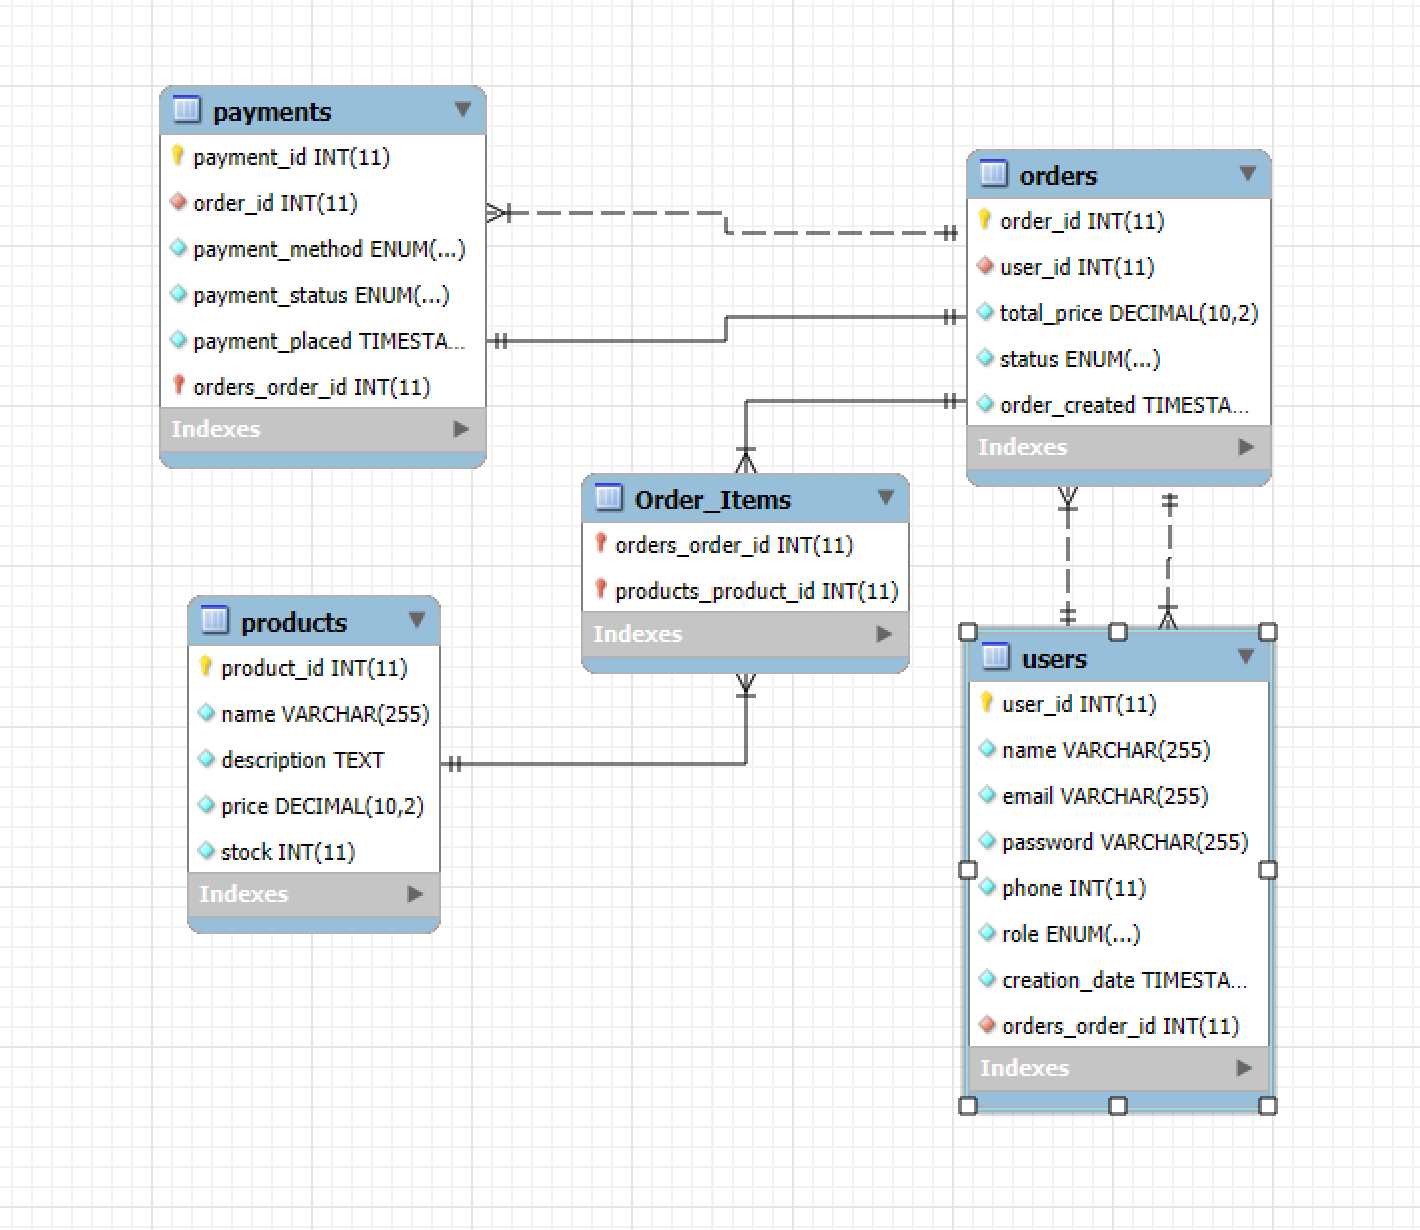 payments
payment_id INT(11)
order_id INT(11)
payment_method ENUM(...)
payment_status ENUM(...)
payment_placed TIMESTA...
orders_order_id INT(11)
Indexes
orders
order_id INT(11)
user_id INT(11)
total_price DECIMAL(10,2)
status ENUM(...)
order_created TIMESTA...
Indexes
Order_Items
orders_order_id INT(11)
products_product_id INT(11)
Indexes
products
product_id INT(11)
name VARCHAR(255)
description TEXT
price DECIMAL(10,2)
stock INT(11)
Indexes
users
user_id INT(11)
name VARCHAR(255)
email VARCHAR(255)
password VARCHAR(255)
phone INT(11)
role ENUM(...)
creation_date TIMESTA...
orders_order_id INT(11)
Indexes